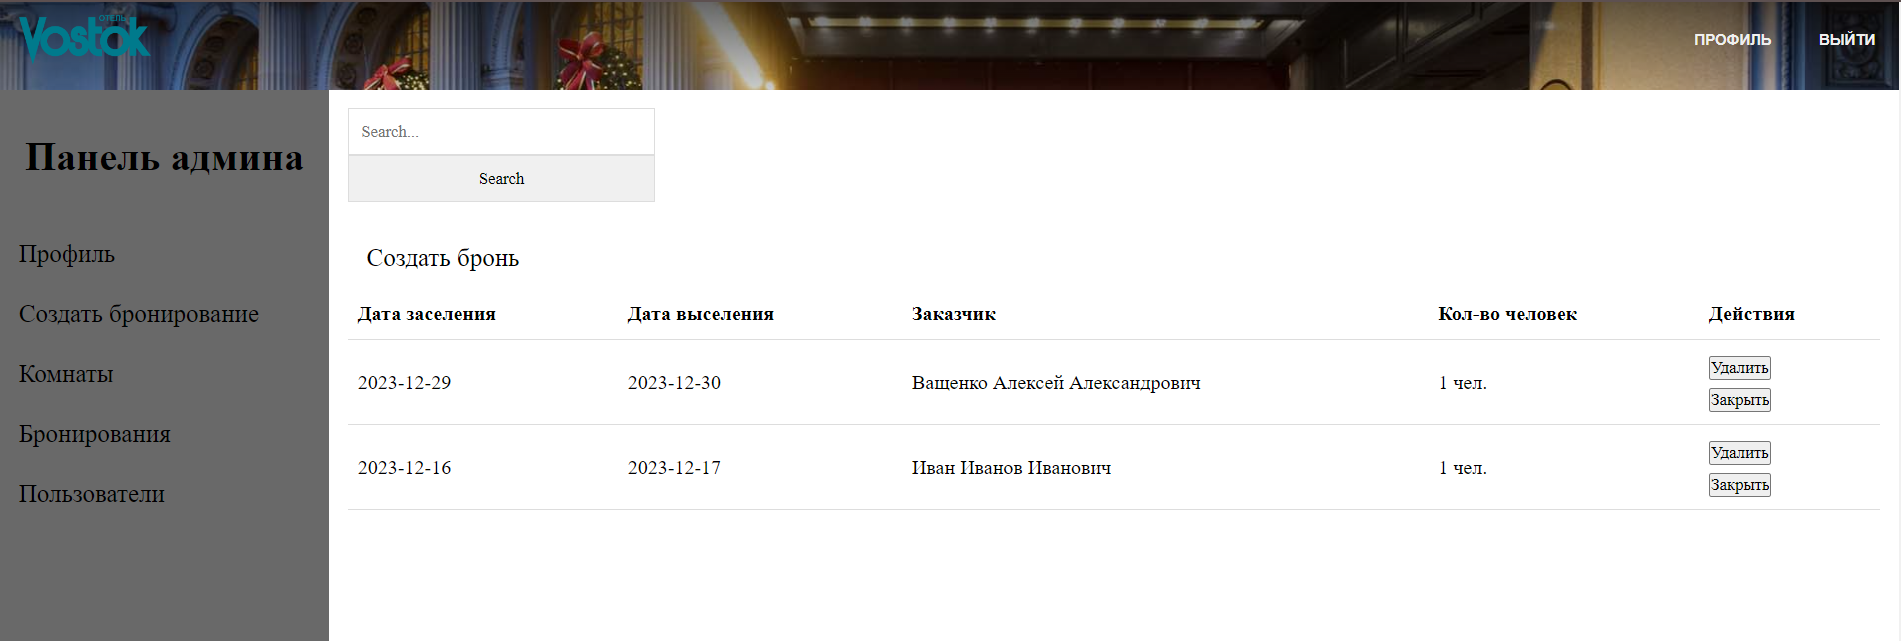 ОТЕЛЬ
Vostok
ПРОФИЛЬ ВЫЙТИ
Панель админа
Профиль
Создать бронирование
Комнаты
Бронирования
Пользователи
Search...
Search
Создать бронь
Дата заселения Дата выселения Заказчик Кол-во человек Действия
2023-12-29 2023-12-30 Ващенко Алексей Александрович 1 чел. Удалить
Закрыть
2023-12-16 2023-12-17 Иван Иванов Иванович 1 чел. Удалить
Закрыть